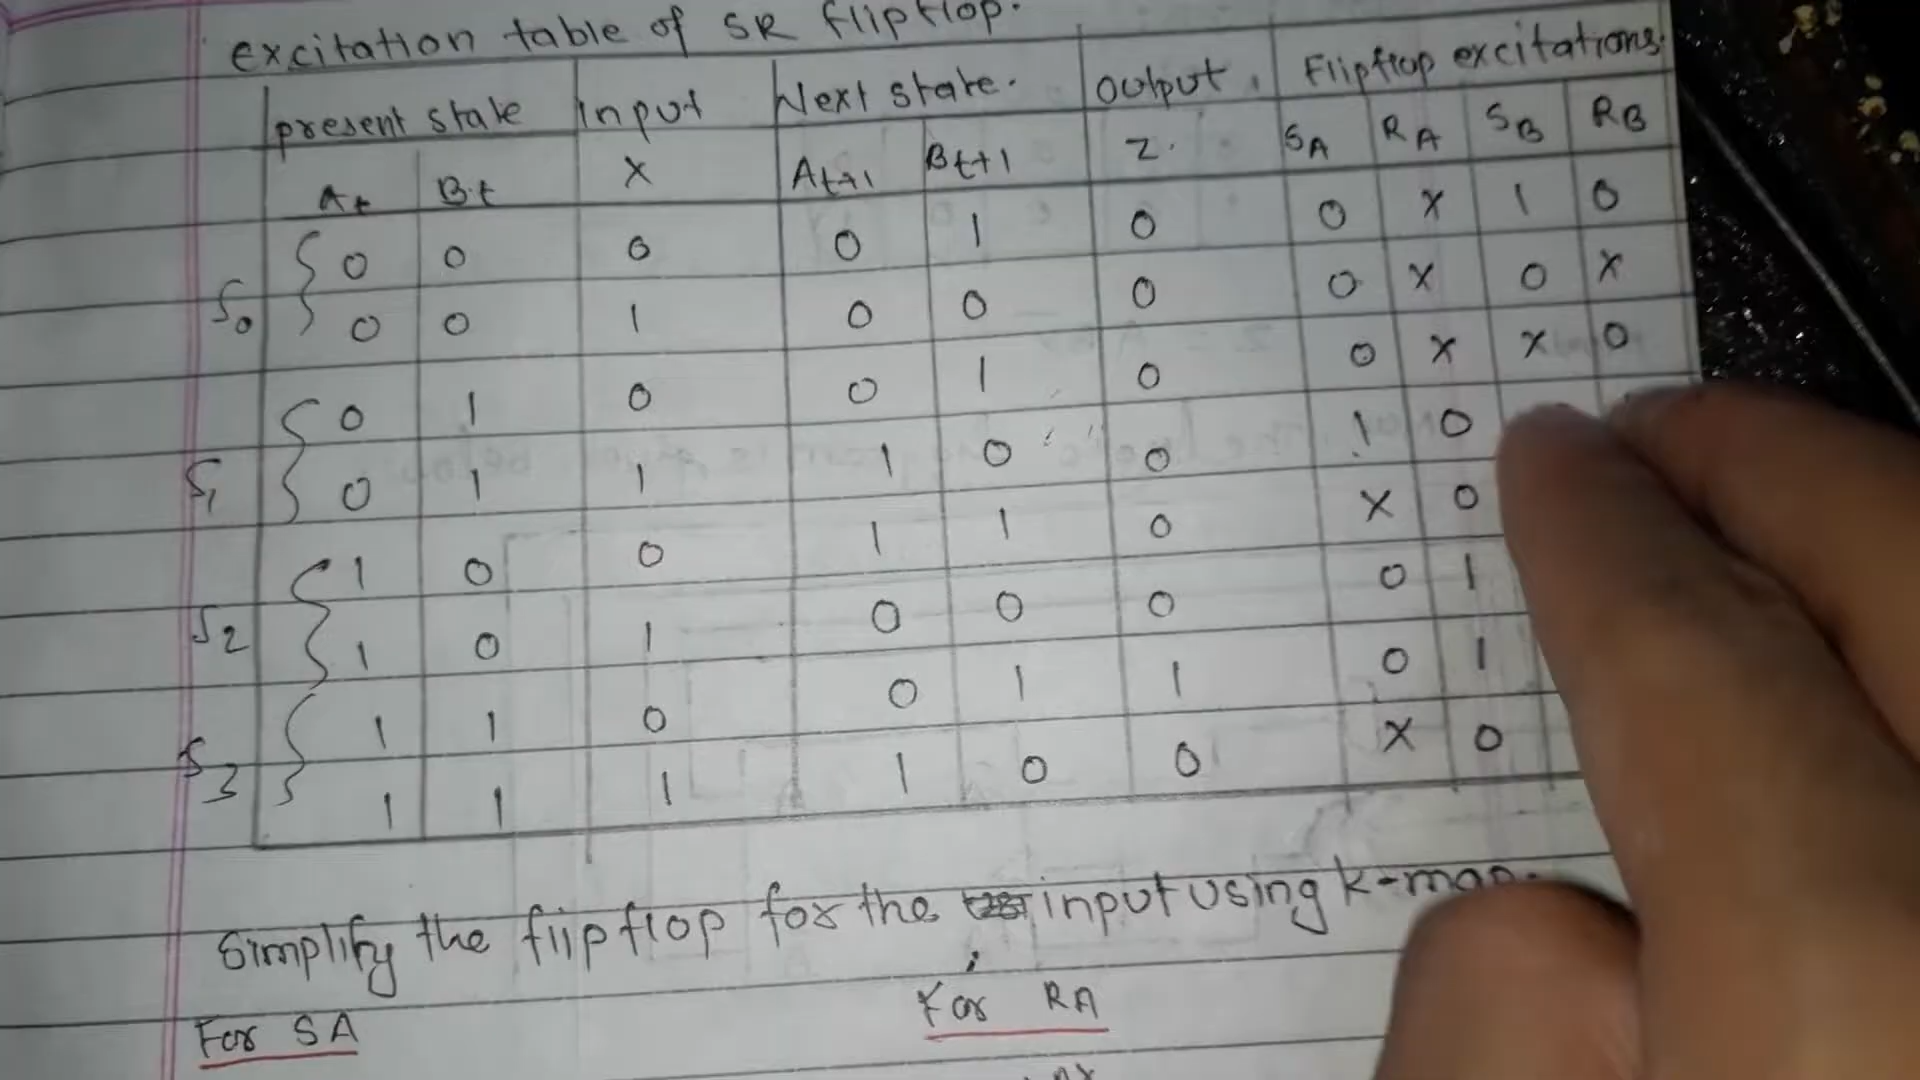 excitation table of SR flipflop.
present state Input Next state. output Flipflop excitations.
At Bt X At+1 Bt+1 Z. SA RA SB RB
S0 0 0 0 0 1 0 0 X 1 0
0 0 1 0 0 0 0 X 0 X
S1 0 1 0 0 1 0 0 X X 0
0 1 1 1 0 0 1 0
S2 1 0 0 1 1 0 X 0
1 0 1 0 0 0 0 1
S3 1 1 0 0 1 1 0 1
1 1 1 1 0 0 X 0
Simplify the flipflop for the input using k-map.
For SA For RA